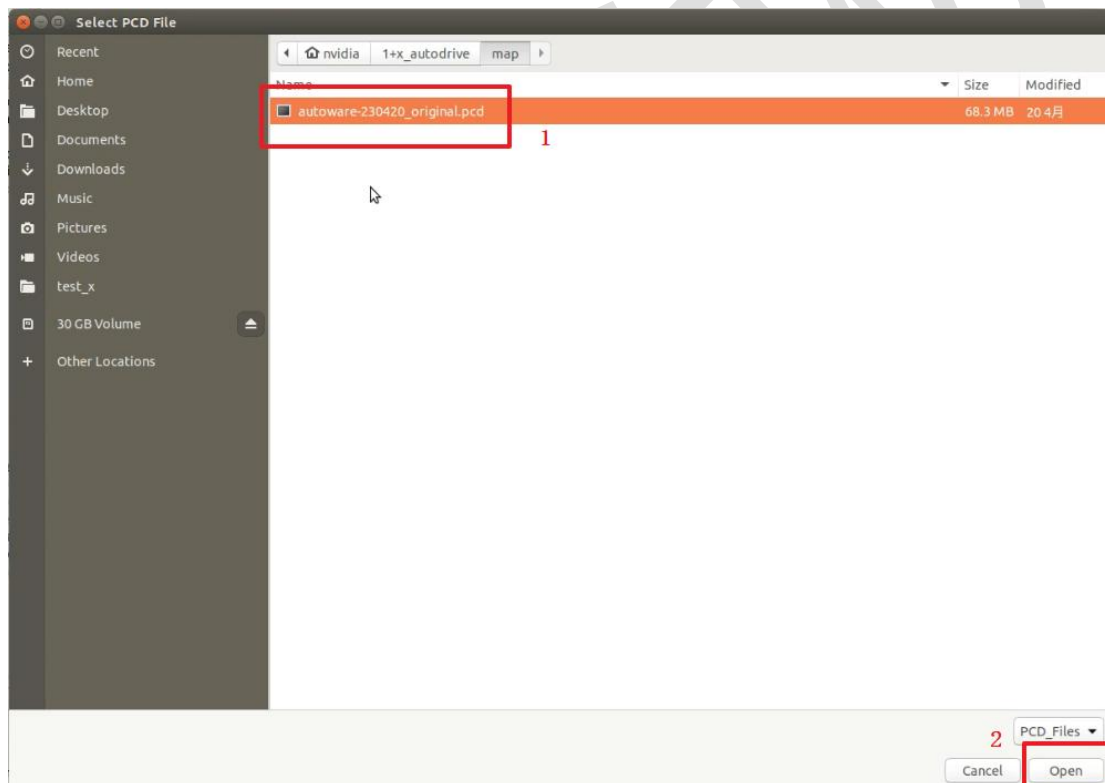 Select PCD File
Recent
Home
Desktop
Documents
Downloads
Music
Pictures
Videos
test_x
30 GB Volume
Other Locations
nvidia 1+x_autodrive map
Name Size Modified
autoware-230420_original.pcd 68.3 MB 20 4月
1
2
PCD_Files
Cancel Open